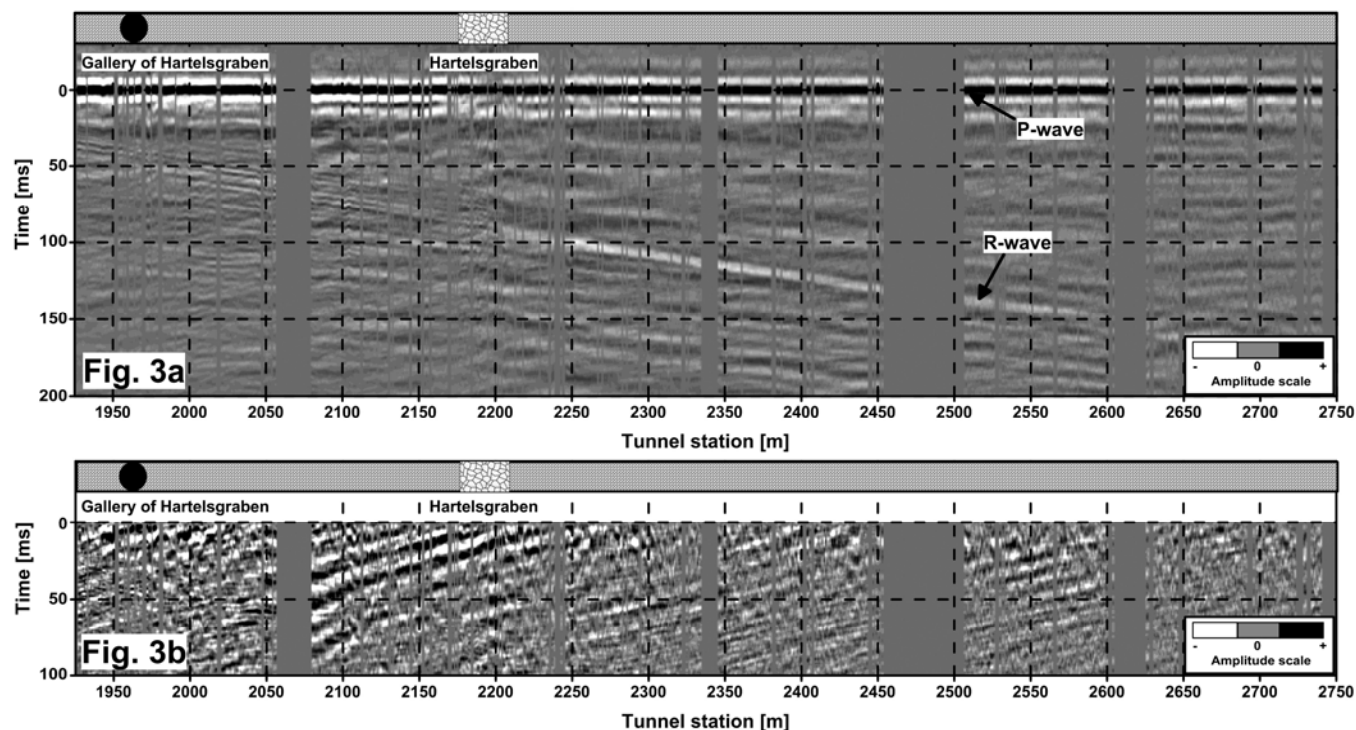 Gallery of Hartelsgraben
Hartelsgraben
0
P-wave
50
Time [ms]
100
R-wave
150
- 0 +
Amplitude scale
Fig. 3a
200
1950 2000 2050 2100 2150 2200 2250 2300 2350 2400 2450 2500 2550 2600 2650 2700 2750
Tunnel station [m]
Gallery of Hartelsgraben
Hartelsgraben
0
Time [ms]
50
- 0 +
Amplitude scale
Fig. 3b
100
1950 2000 2050 2100 2150 2200 2250 2300 2350 2400 2450 2500 2550 2600 2650 2700 2750
Tunnel station [m]